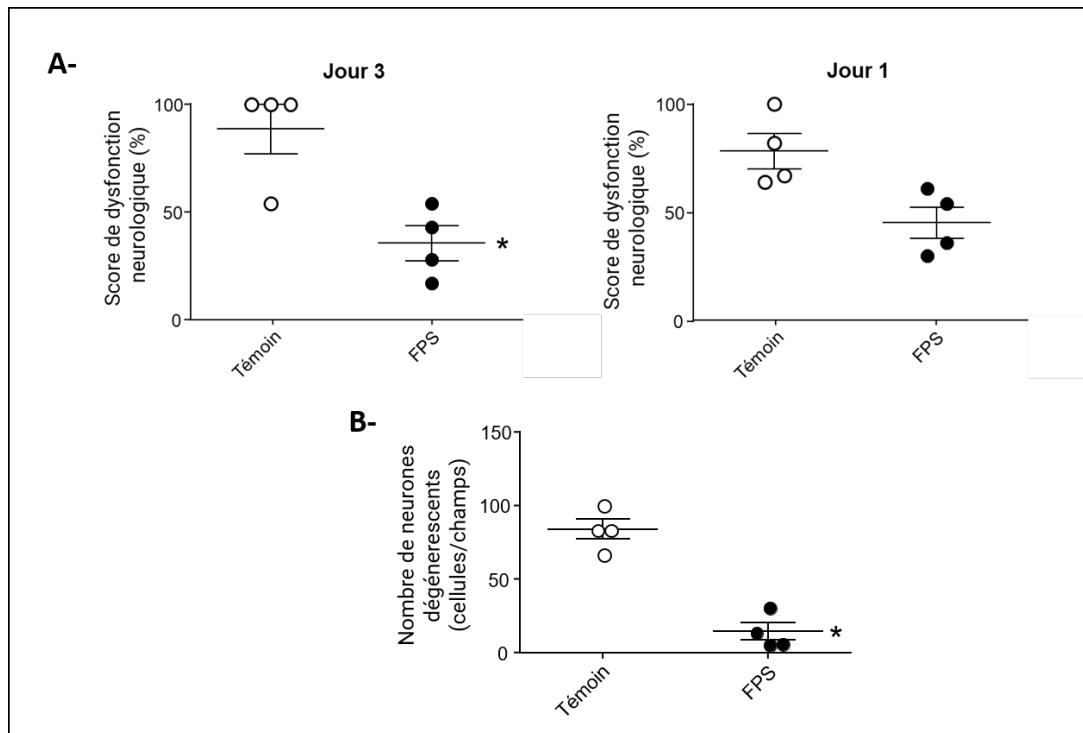 A-
Jour 3
Score de dysfonction
neurologique (%)
100
50
0
Témoin
FPS
*
Jour 1
Score de dysfonction
neurologique (%)
100
50
0
Témoin
FPS
B-
Nombre de neurones
dégénerescents
(cellules/champs)
150
100
50
0
Témoin
FPS
*